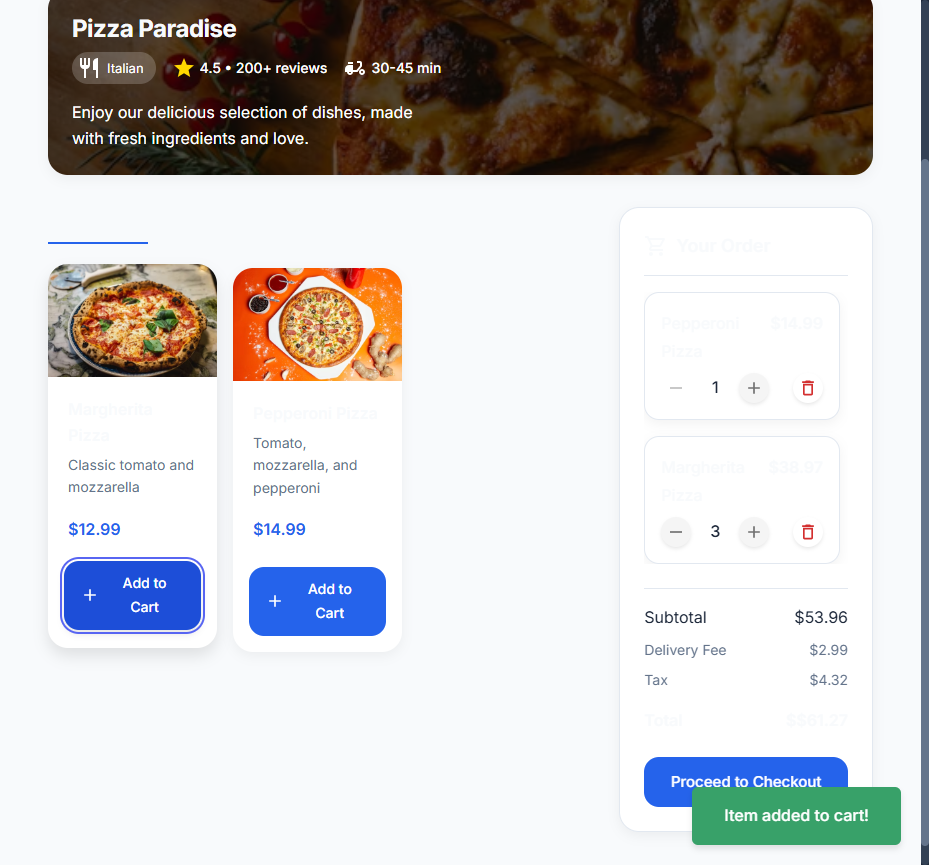 Pizza Paradise
Italian
4.5 • 200+ reviews
30-45 min
Enjoy our delicious selection of dishes, made
with fresh ingredients and love.
Margherita
Pizza
Classic tomato and
mozzarella
$12.99
Add to
Cart
Pepperoni Pizza
Tomato,
mozzarella, and
pepperoni
$14.99
Add to
Cart
Your Order
Pepperoni $14.99
Pizza
1
Margherita $38.97
Pizza
3
Subtotal $53.96
Delivery Fee $2.99
Tax $4.32
Total $$61.27
Proceed to Checkout
Item added to cart!